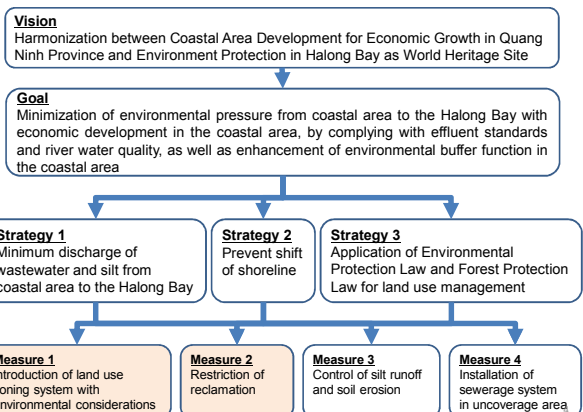 Vision
Harmonization between Coastal Area Development for Economic Growth in Quang
Ninh Province and Environment Protection in Halong Bay as World Heritage Site
Goal
Minimization of environmental pressure from coastal area to the Halong Bay with
economic development in the coastal area, by complying with effluent standards
and river water quality, as well as enhancement of environmental buffer function in
the coastal area
Strategy 1
Minimum discharge of
wastewater and silt from
coastal area to the Halong Bay
Strategy 2
Prevent shift
of shoreline
Strategy 3
Application of Environmental
Protection Law and Forest Protection
Law for land use management
Measure 1
Introduction of land use
zoning system with
environmental considerations
Measure 2
Restriction of
reclamation
Measure 3
Control of silt runoff
and soil erosion
Measure 4
Installation of
sewerage system
in uncoverage area